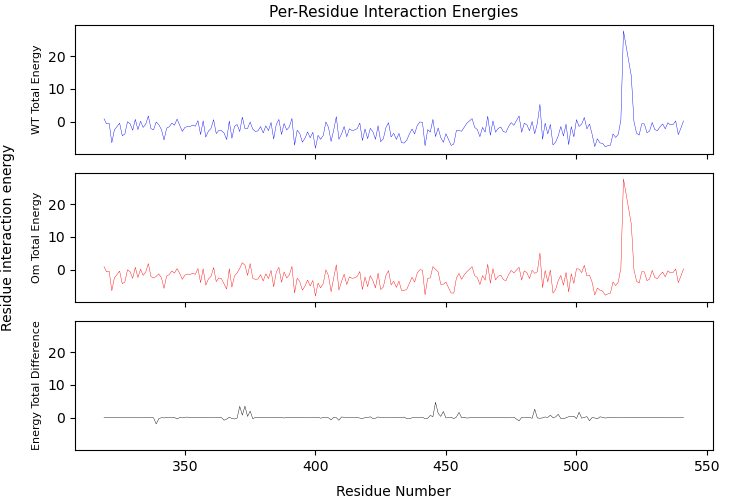 Per-Residue Interaction Energies
Residue interaction energy
WT Total Energy
20
10
0
Om Total Energy
20
10
0
Energy Total Difference
20
10
0
350 400 450 500 550
Residue Number